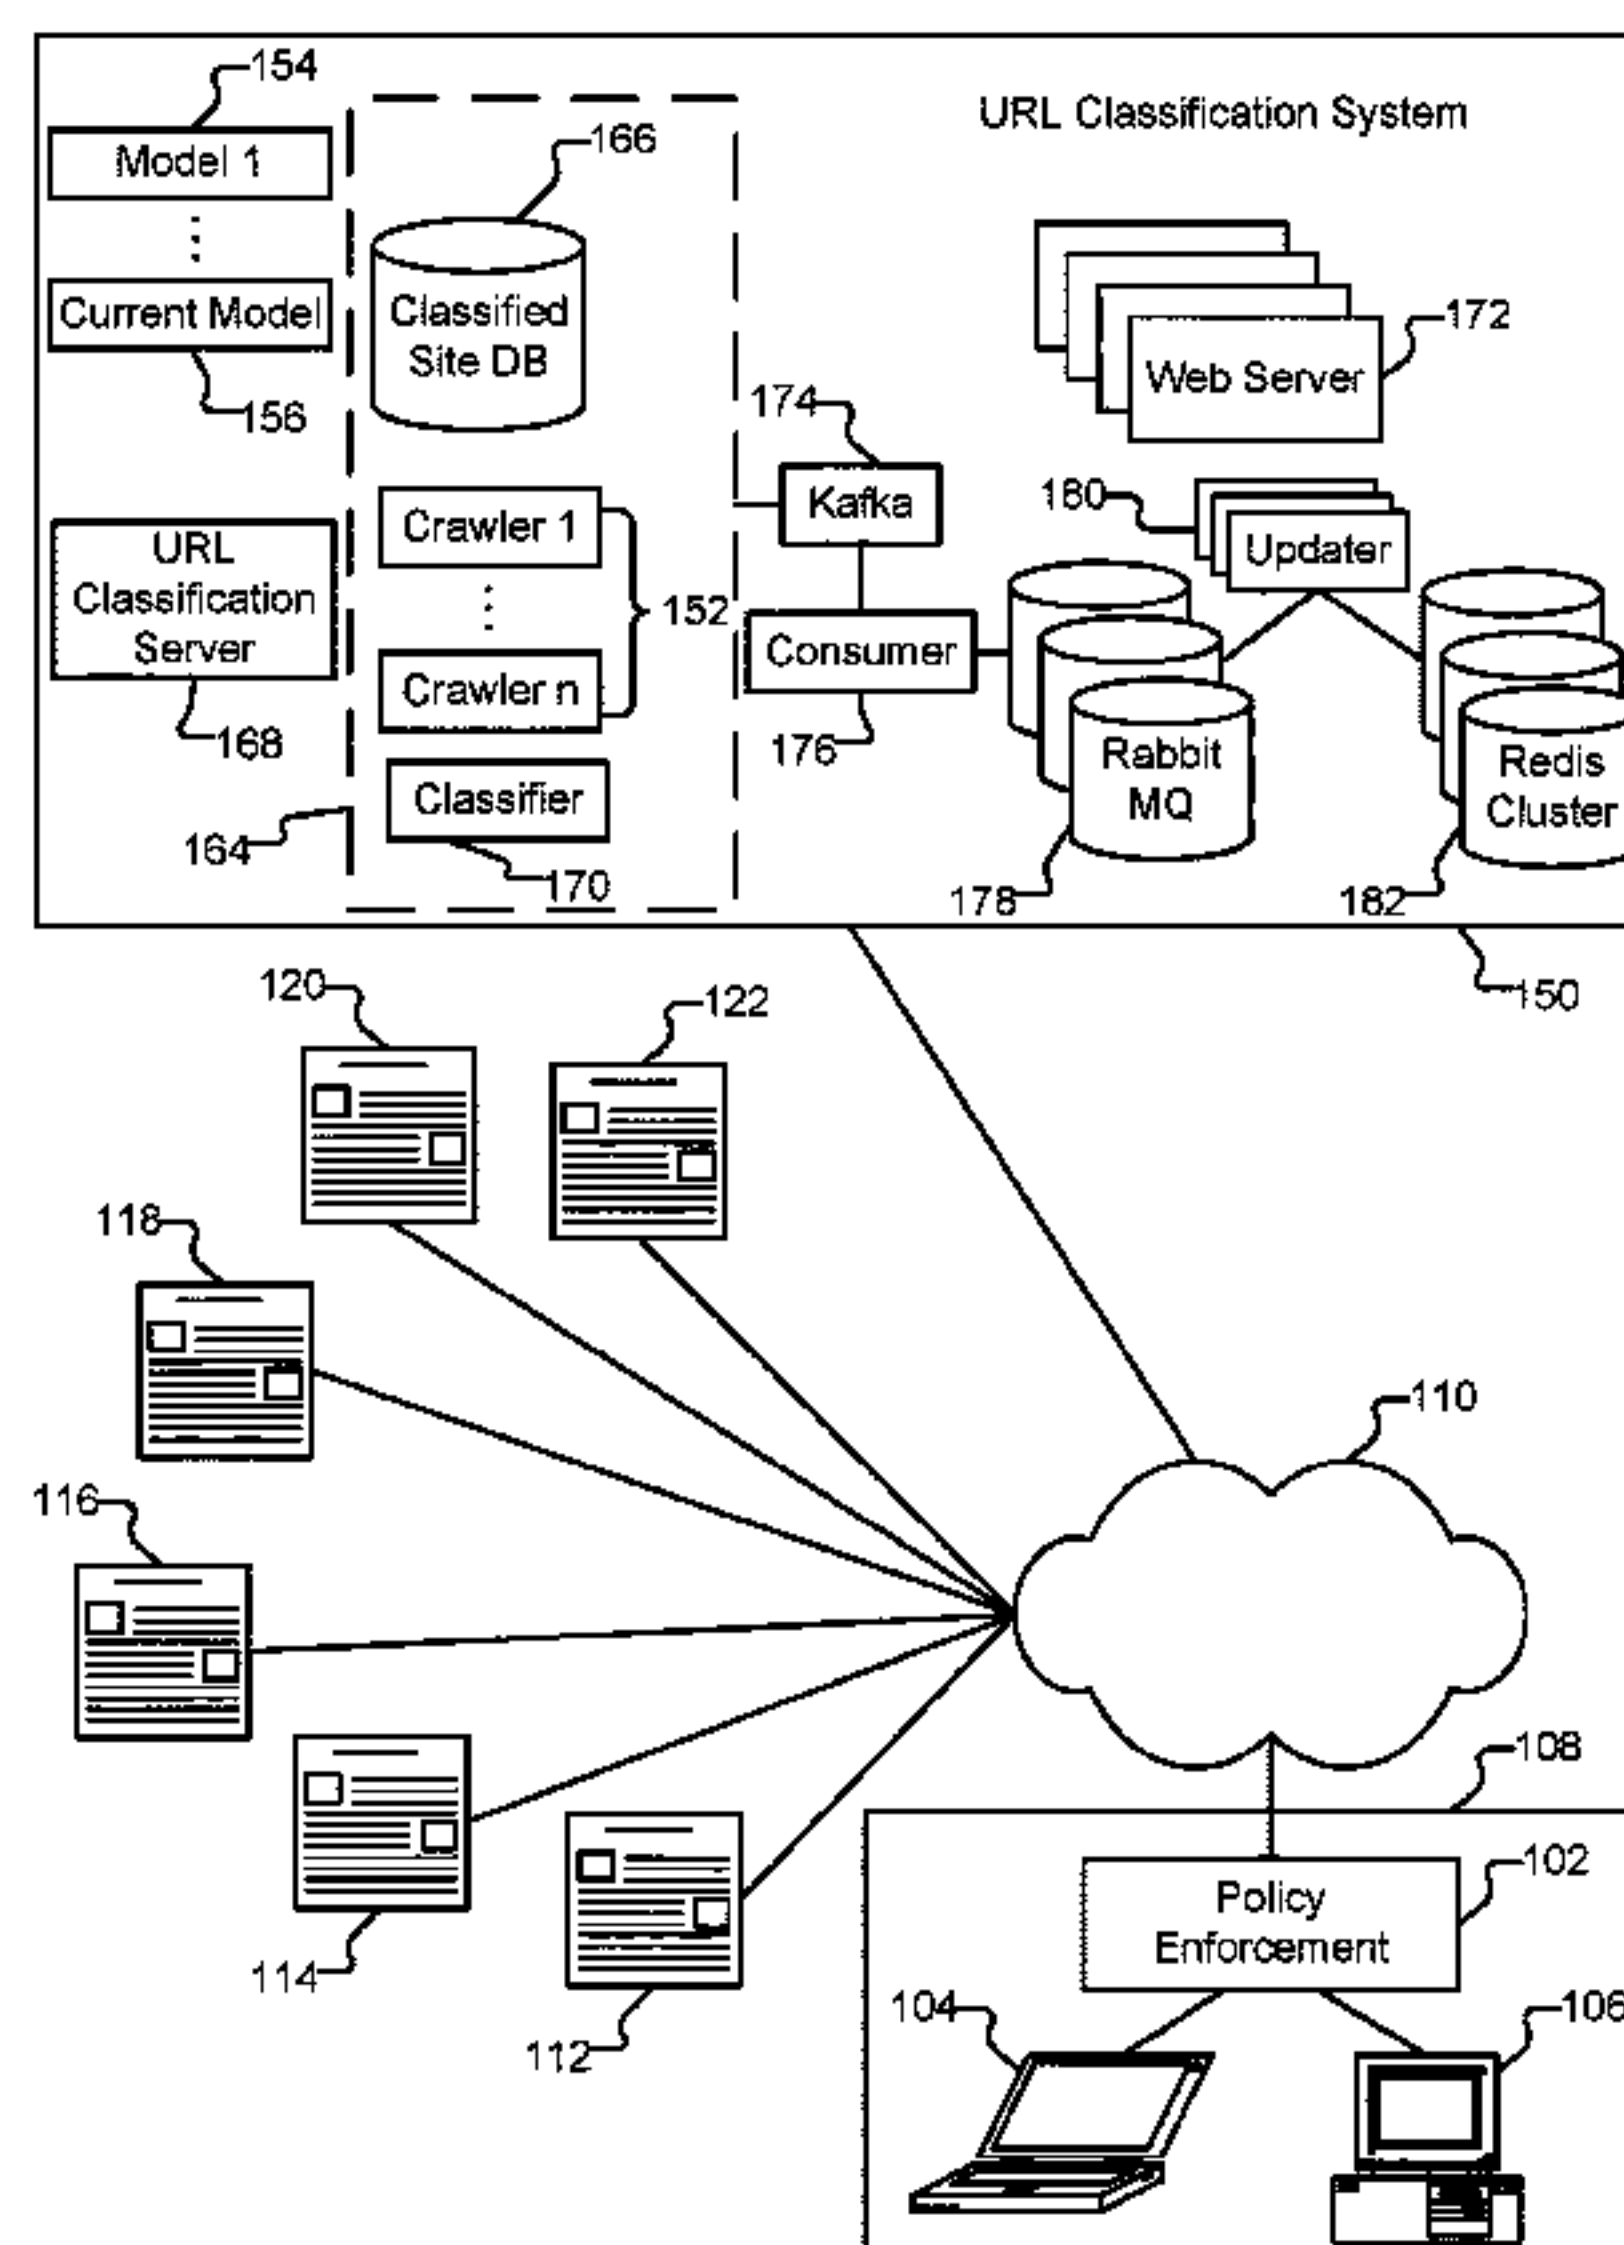 154
Model 1
166
URL Classification System
Current Model
Classified
Site DB
172
Web Server
156
174
Kafka
180
Crawler 1
URL
Classification
Server
Updater
152
Consumer
Crawler n
168
176
Rabbit
MQ
Redis
Cluster
Classifier
164
170
178
182
150
120
122
118
110
116
108
102
Policy
Enforcement
114
104
106
112